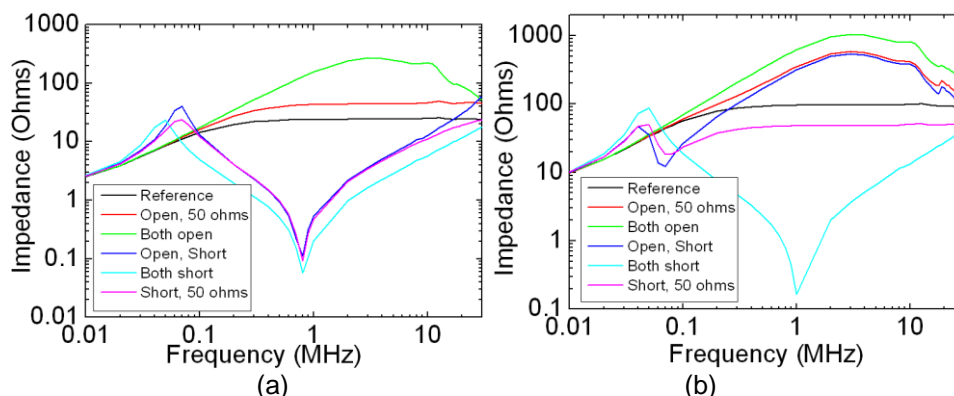 1000
100
10
1
0.1
0.01
Impedance (Ohms)
Reference
Open, 50 ohms
Both open
Open, Short
Both short
Short, 50 ohms
0.01 0.1 1 10
Frequency (MHz)
(a)
1000
100
10
1
0.1
Impedance (Ohms)
Reference
Open, 50 ohms
Both open
Open, Short
Both short
Short, 50 ohms
0.01 0.1 1 10
Frequency (MHz)
(b)